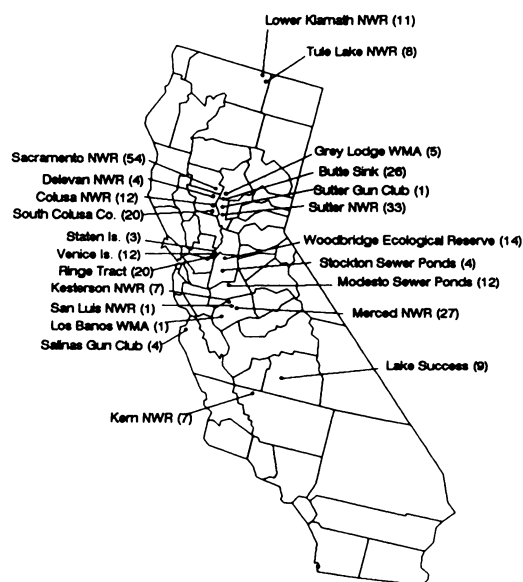 Lower Klamath NWR (11)
Tule Lake NWR (8)
Sacramento NWR (54)
Delevan NWR (4)
Colusa NWR (12)
South Colusa Co. (20)
Grey Lodge WMA (5)
Butte Sink (26)
Sutter Gun Club (1)
Sutter NWR (33)
Staten Is. (3)
Venice Is. (12)
Ringe Tract (20)
Kesterson NWR (7)
San Luis NWR (1)
Los Banos WMA (1)
Salinas Gun Club (4)
Woodbridge Ecological Reserve (14)
Stockton Sewer Ponds (4)
Modesto Sewer Ponds (12)
Merced NWR (27)
Lake Success (9)
Kern NWR (7)